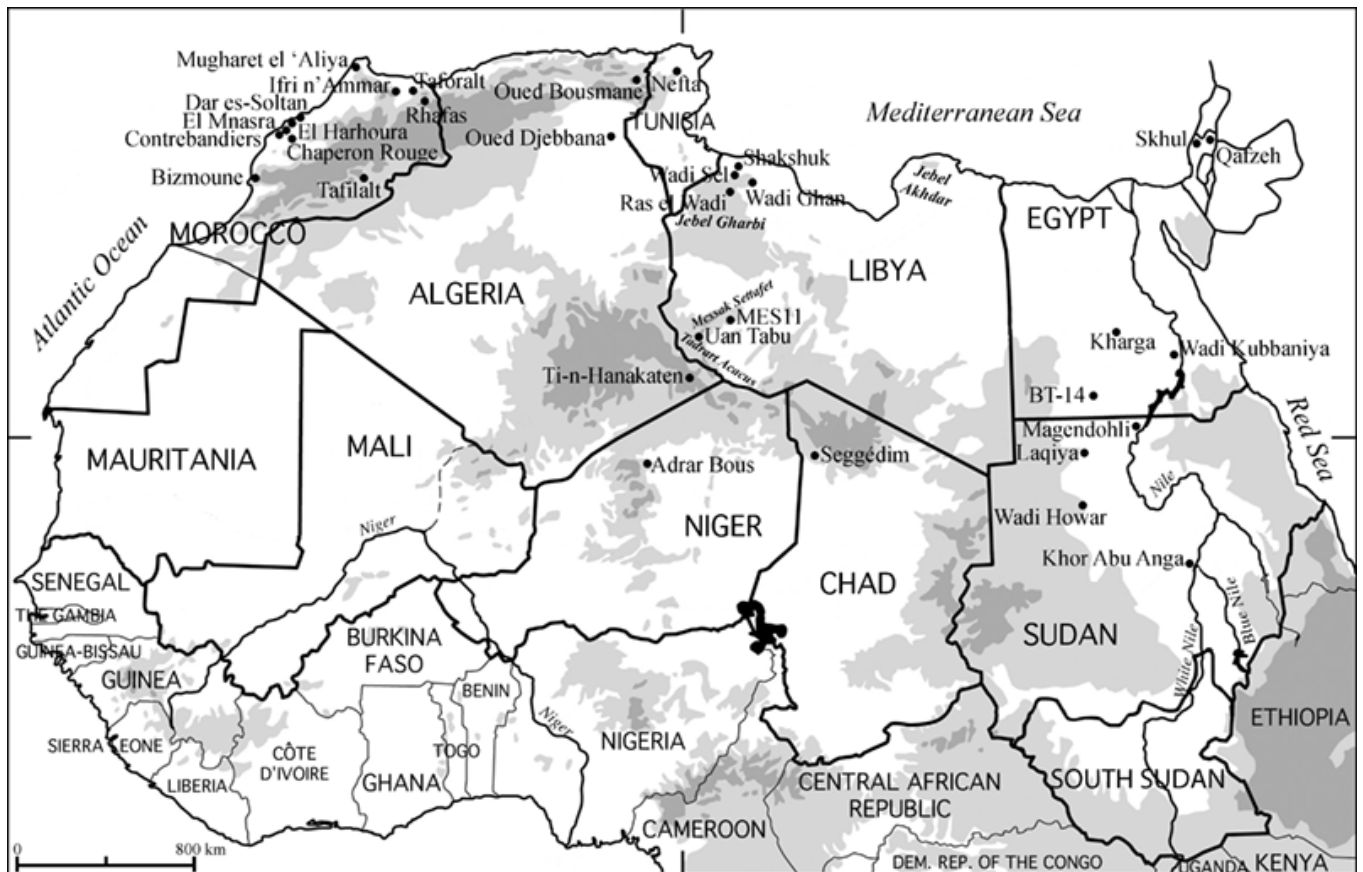 Mugharet el ‘Aliya
Ifri n’Ammar
Taforalt
Dar es-Soltan
El Mnasra
Rhafas
El Harhoura
Contrebandiers
Chaperon Rouge
Bizmoune
Tafilalt
Oued Bousmane
Nefta
TUNISIA
Oued Djebbana
Mediterranean Sea
Shakshuk
Wadi Sel
Wadi Ghan
Ras el Wadi
Jebel Gharbi
Jebel
Akhdar
Skhul
Qafzeh
Atlantic Ocean
MOROCCO
ALGERIA
LIBYA
EGYPT
Messak Settafet
MES11
Uan Tabu
Tadrart Acacus
Ti-n-Hanakaten
Kharga
Wadi Kubbaniya
BT-14
Red Sea
Magendohli
Laqiya
Nile
Wadi Howar
Khor Abu Anga
MAURITANIA
MALI
Niger
Adrar Bous
Seggédim
NIGER
CHAD
SUDAN
White Nile
Blue Nile
SENEGAL
THE GAMBIA
GUINEA-BISSAU
GUINEA
SIERRA LEONE
LIBERIA
CÔTE
D’IVOIRE
BURKINA
FASO
GHANA
TOGO
BENIN
Niger
NIGERIA
CAMEROON
CENTRAL AFRICAN
REPUBLIC
SOUTH SUDAN
ETHIOPIA
DEM. REP. OF THE CONGO
UGANDA
KENYA
0
800 km